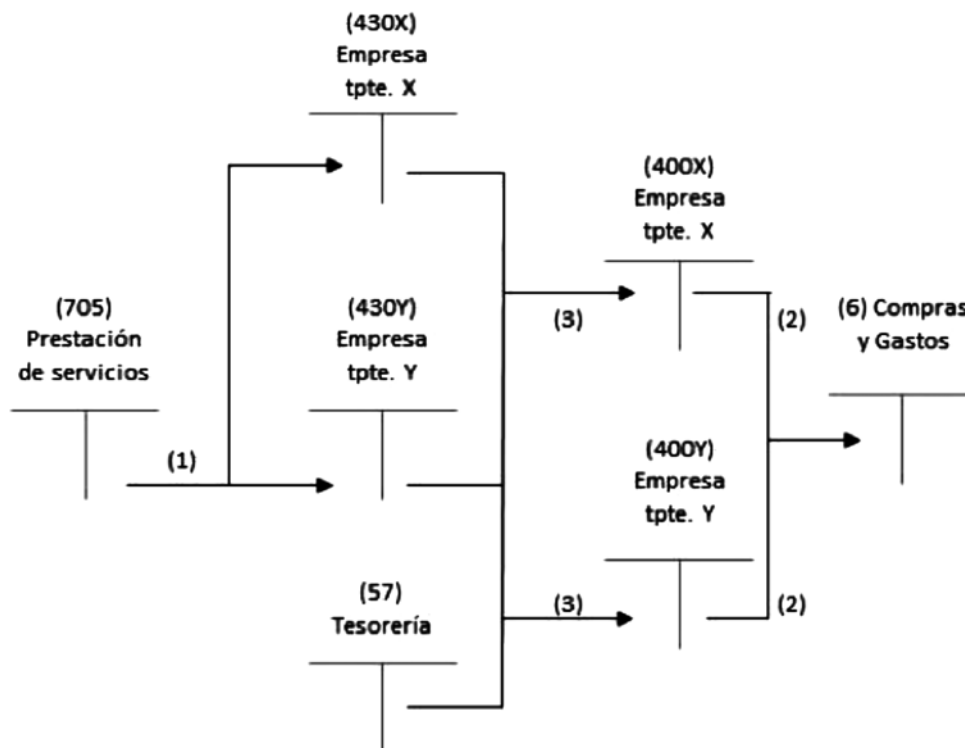 (430X)
Empresa
tpte. X
(400X)
Empresa
tpte. X
(705)
Prestación
de servicios
(430Y)
Empresa
tpte. Y
(3)
(2)
(6) Compras
y Gastos
(1)
(400Y)
Empresa
tpte. Y
(57)
Tesorería
(3)
(2)